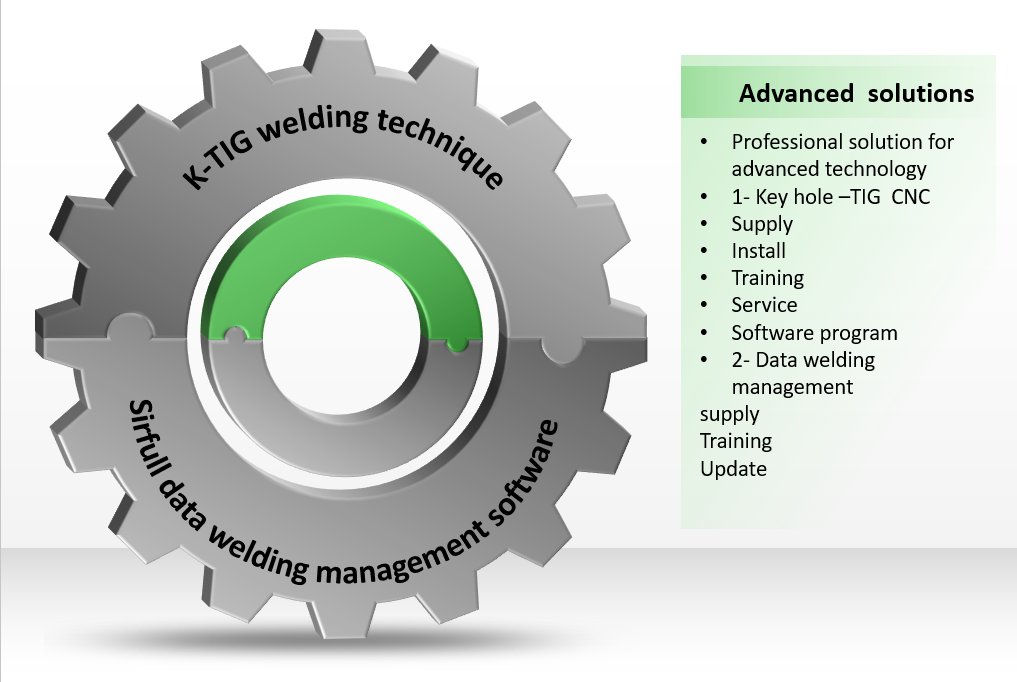 K-TIG welding technique
Sirfull data welding management software
Advanced solutions
• Professional solution for
advanced technology
• 1- Key hole –TIG CNC
• Supply
• Install
• Training
• Service
• Software program
• 2- Data welding
management
supply
Training
Update